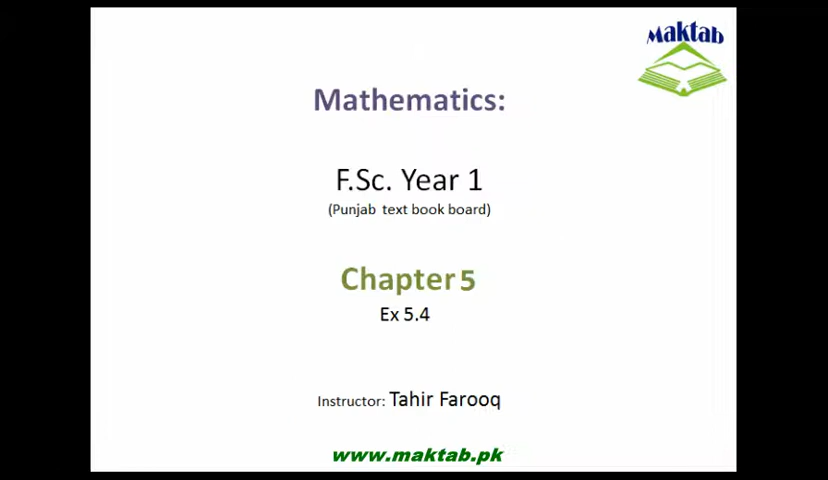 Maktab
Mathematics:
F.Sc. Year 1
(Punjab text book board)
Chapter 5
Ex 5.4
Instructor: Tahir Farooq
www.maktab.pk